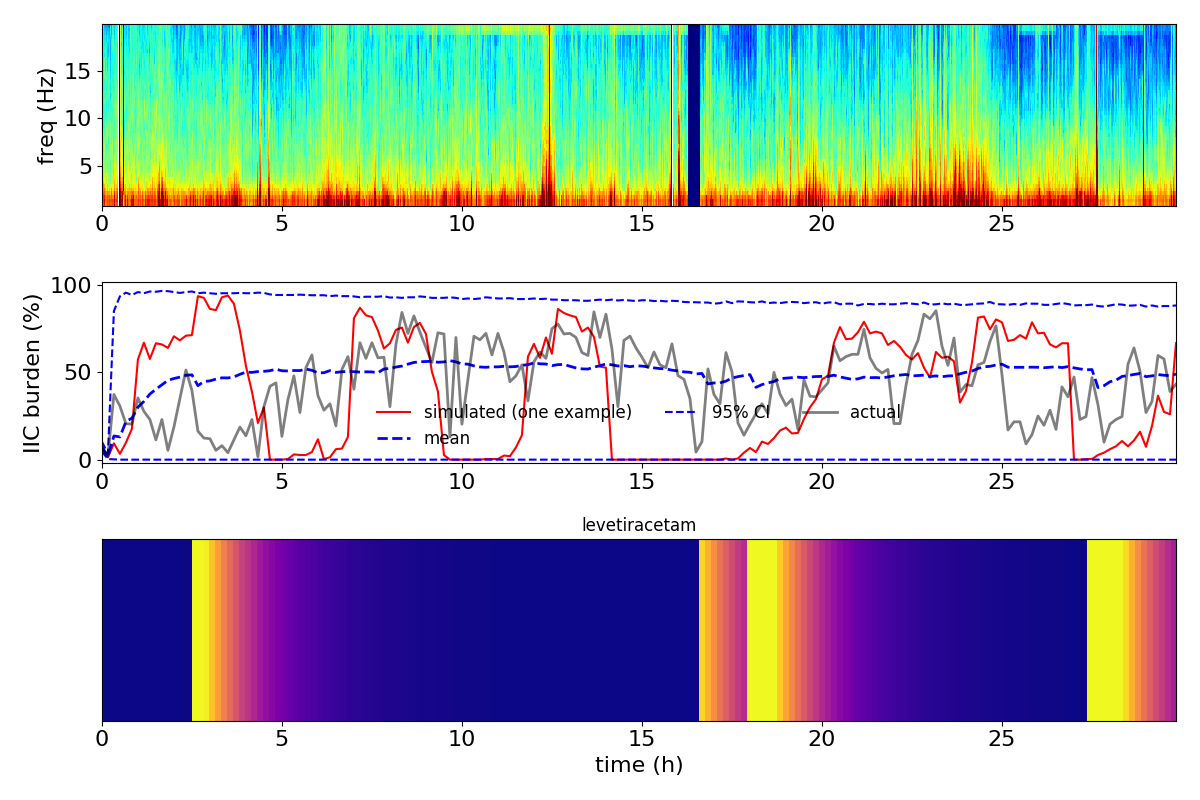 freq (Hz)
15
10
5
0 5 10 15 20 25
IIC burden (%)
100
50
0
simulated (one example) 95% CI actual
mean
0 5 10 15 20 25
levetiracetam
0 5 10 15 20 25
time (h)